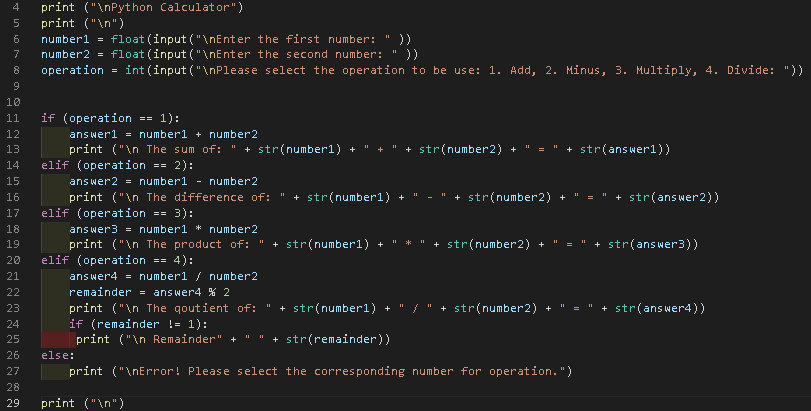 4 print ("\nPython Calculator")
5 print ("\n")
6 number1 = float(input("\nEnter the first number: " ))
7 number2 = float(input("\nEnter the second number: " ))
8 operation = int(input("\nPlease select the operation to be use: 1. Add, 2. Minus, 3. Multiply, 4. Divide: "))
9
10
11 if (operation == 1):
12     answer1 = number1 + number2
13     print ("\n The sum of: " + str(number1) + " + " + str(number2) + " = " + str(answer1))
14 elif (operation == 2):
15     answer2 = number1 - number2
16     print ("\n The difference of: " + str(number1) + " - " + str(number2) + " = " + str(answer2))
17 elif (operation == 3):
18     answer3 = number1 * number2
19     print ("\n The product of: " + str(number1) + " * " + str(number2) + " = " + str(answer3))
20 elif (operation == 4):
21     answer4 = number1 / number2
22     remainder = answer4 % 2
23     print ("\n The qoutient of: " + str(number1) + " / " + str(number2) + " = " + str(answer4))
24     if (remainder != 1):
25      print ("\n Remainder" + " " + str(remainder))
26 else:
27     print ("\nError! Please select the corresponding number for operation.")
28
29 print ("\n")